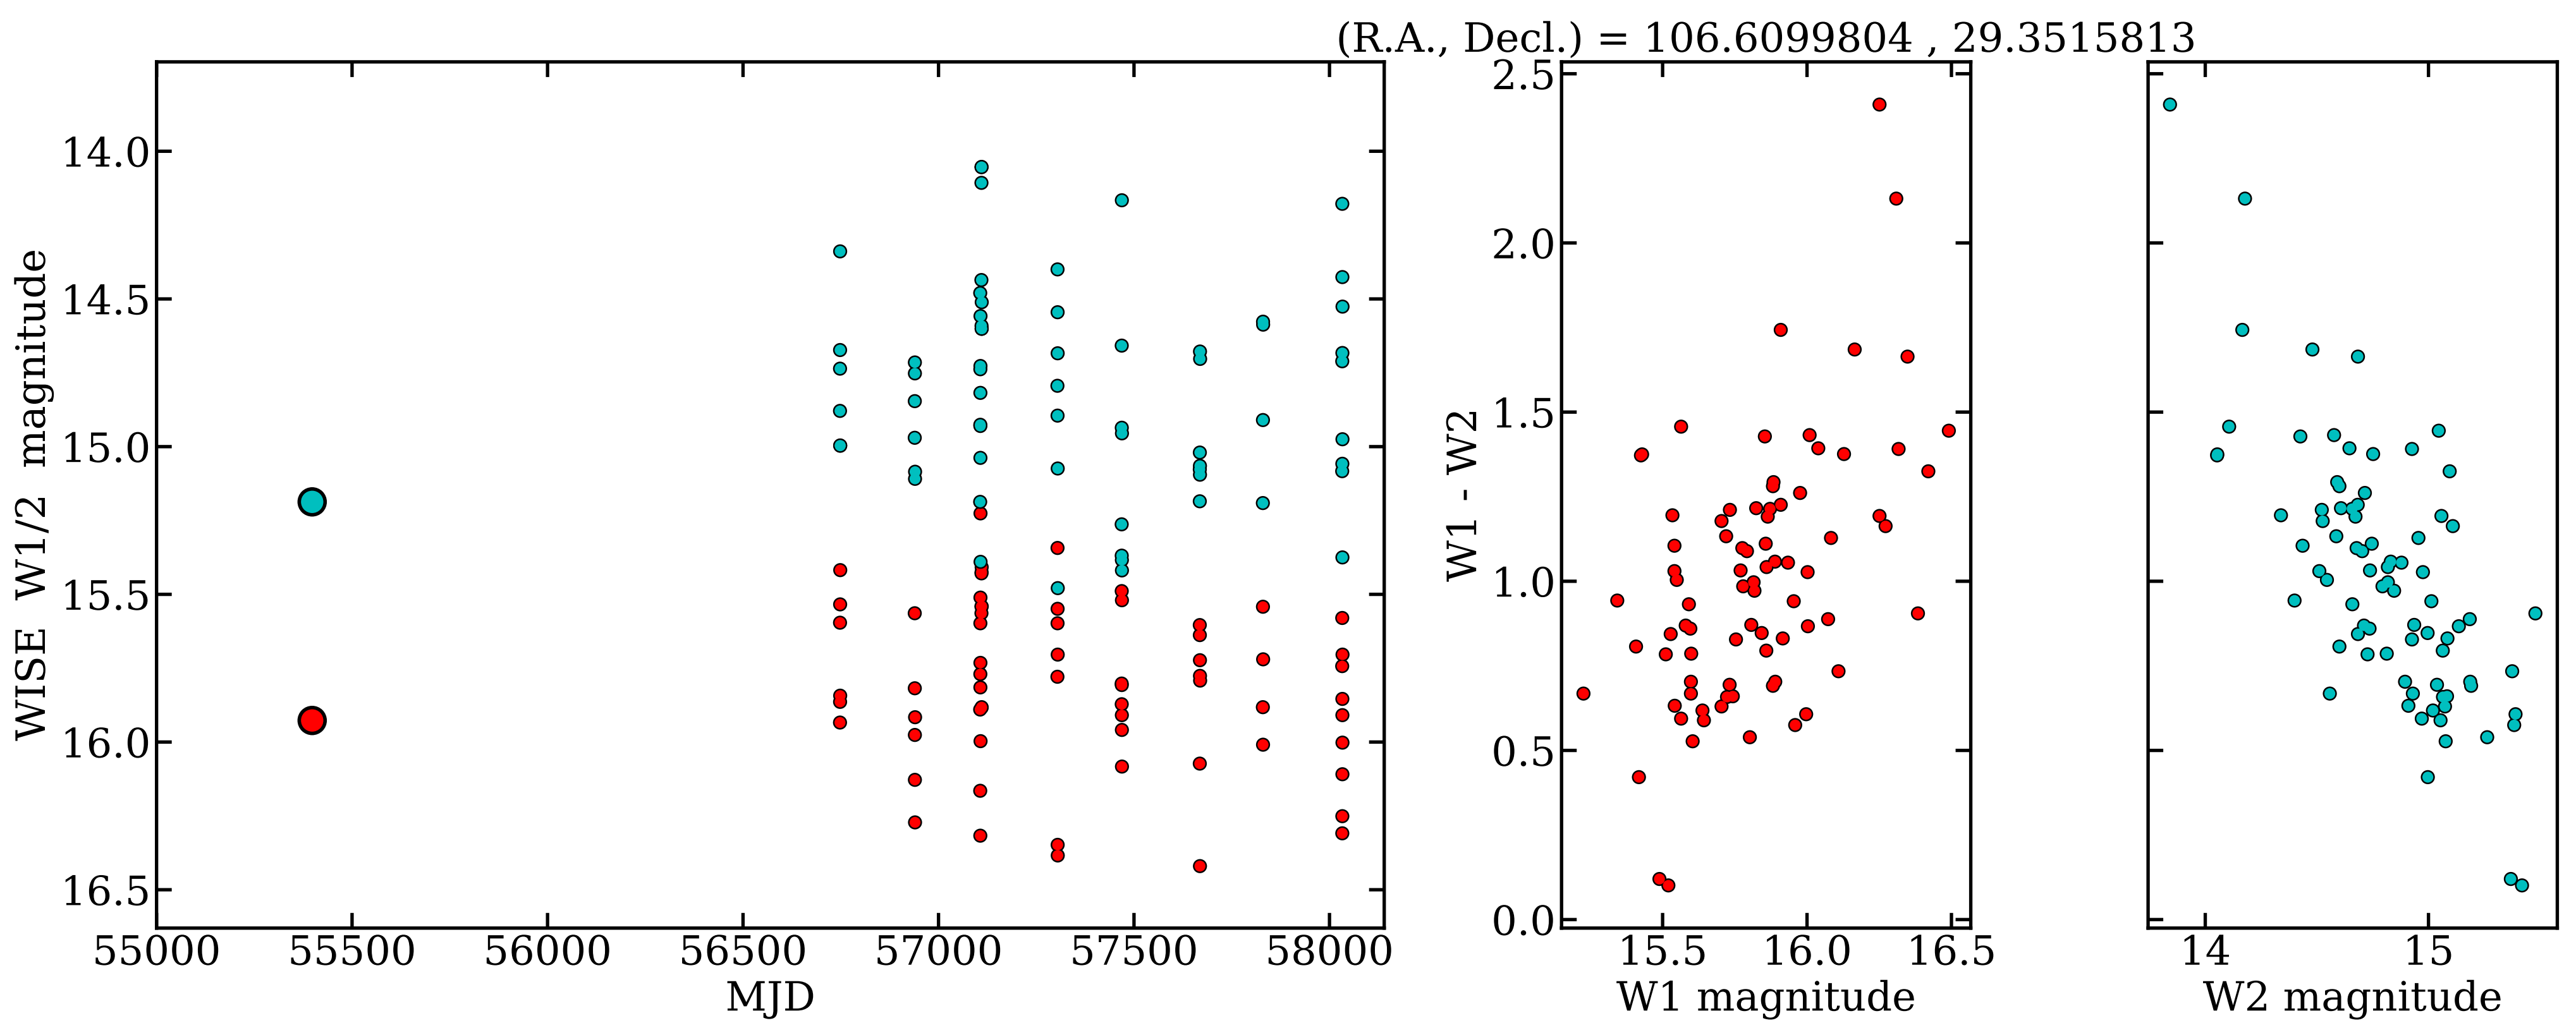 (R.A., Decl.) = 106.6099804 , 29.3515813
WISE W1/2 magnitude
14.0
14.5
15.0
15.5
16.0
16.5
55000 55500 56000 56500 57000 57500 58000
MJD
W1 - W2
2.5
2.0
1.5
1.0
0.5
0.0
15.5 16.0 16.5
W1 magnitude
14 15
W2 magnitude